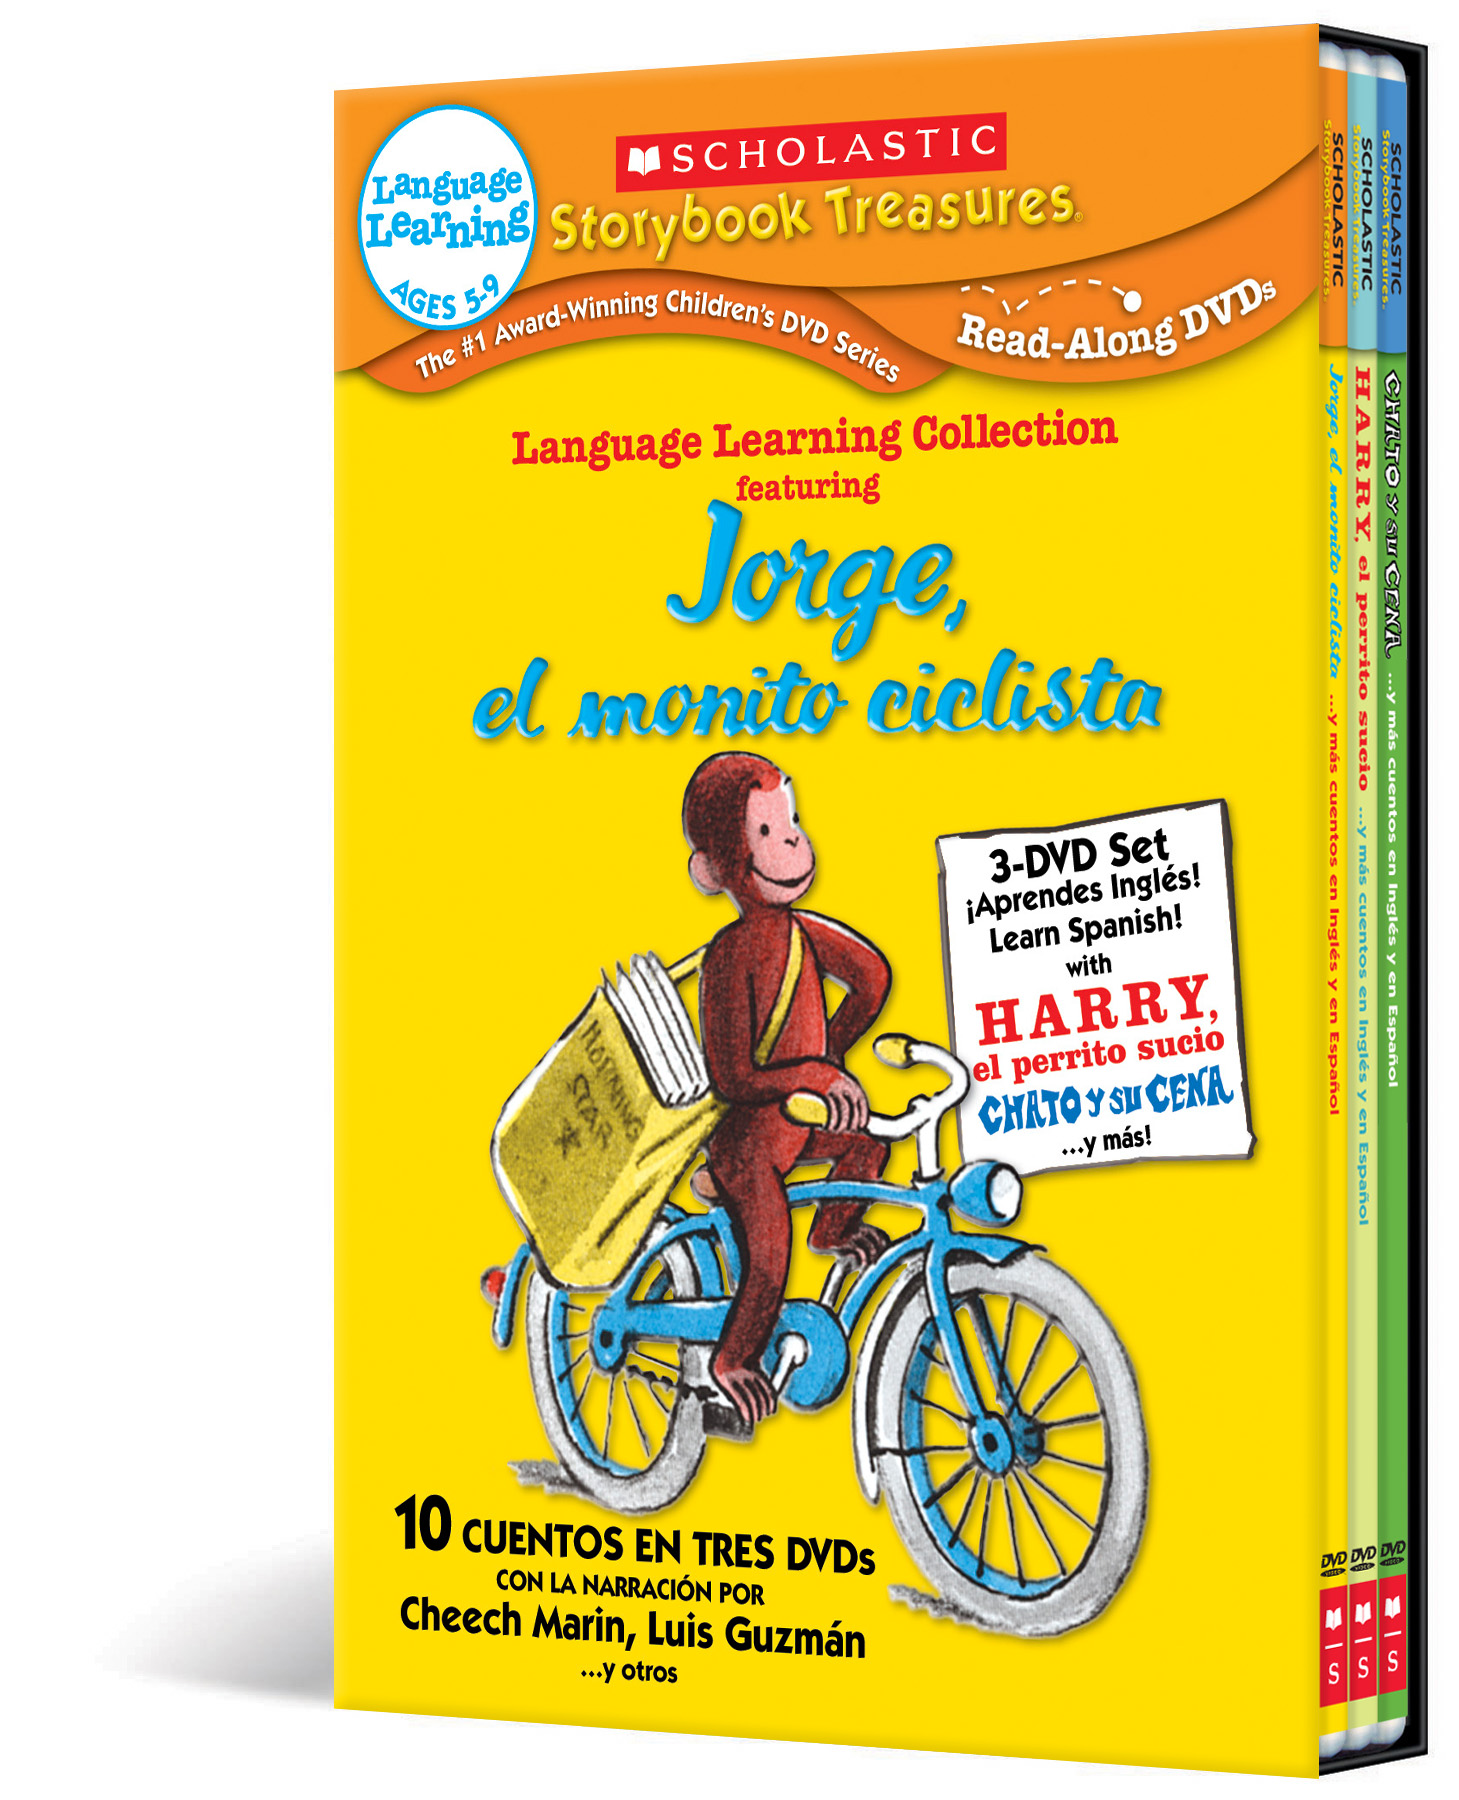 Language
Learning
AGES 5-9
SCHOLASTIC
Storybook Treasures®
The #1 Award-Winning Children's DVD Series
Read-Along DVDs
Language Learning Collection
featuring
Jorge,
el monito ciclista
3-DVD Set
¡Aprendes Inglés!
Learn Spanish!
with
HARRY,
el perrito sucio
CHATO Y SU CENA
...y más!
MORNING
STAR
10 CUENTOS EN TRES DVDs
CON LA NARRACIÓN POR
Cheech Marin, Luis Guzmán
...y otros
SCHOLASTIC
Storybook Treasures®
Jorge, el monito ciclista ...y más cuentos en Inglés y en Español
DVD
VIDEO
S
SCHOLASTIC
Storybook Treasures®
HARRY, el perrito sucio ...y más cuentos en Inglés y en Español
DVD
VIDEO
S
SCHOLASTIC
Storybook Treasures®
CHATO Y SU CENA ...y más cuentos en Inglés y en Español
DVD
VIDEO
S